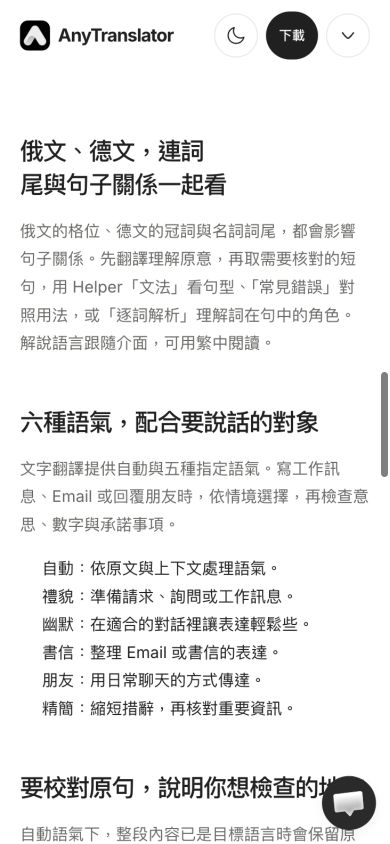 AnyTranslator
下載
俄文、德文，連詞
尾與句子關係一起看
俄文的格位、德文的冠詞與名詞詞尾，都會影響
句子關係。先翻譯理解原意，再取需要核對的短
句，用 Helper「文法」看句型、「常見錯誤」對
照用法，或「逐詞解析」理解詞在句中的角色。
解說語言跟隨介面，可用繁中閱讀。
六種語氣，配合要說話的對象
文字翻譯提供自動與五種指定語氣。寫工作訊
息、Email 或回覆朋友時，依情境選擇，再檢查意
思、數字與承諾事項。
自動：依原文與上下文處理語氣。
禮貌：準備請求、詢問或工作訊息。
幽默：在適合的對話裡讓表達輕鬆些。
書信：整理 Email 或書信的表達。
朋友：用日常聊天的方式傳達。
精簡：縮短措辭，再核對重要資訊。
要校對原句，說明你想檢查的地
自動語氣下，整段內容已是目標語言時會保留原